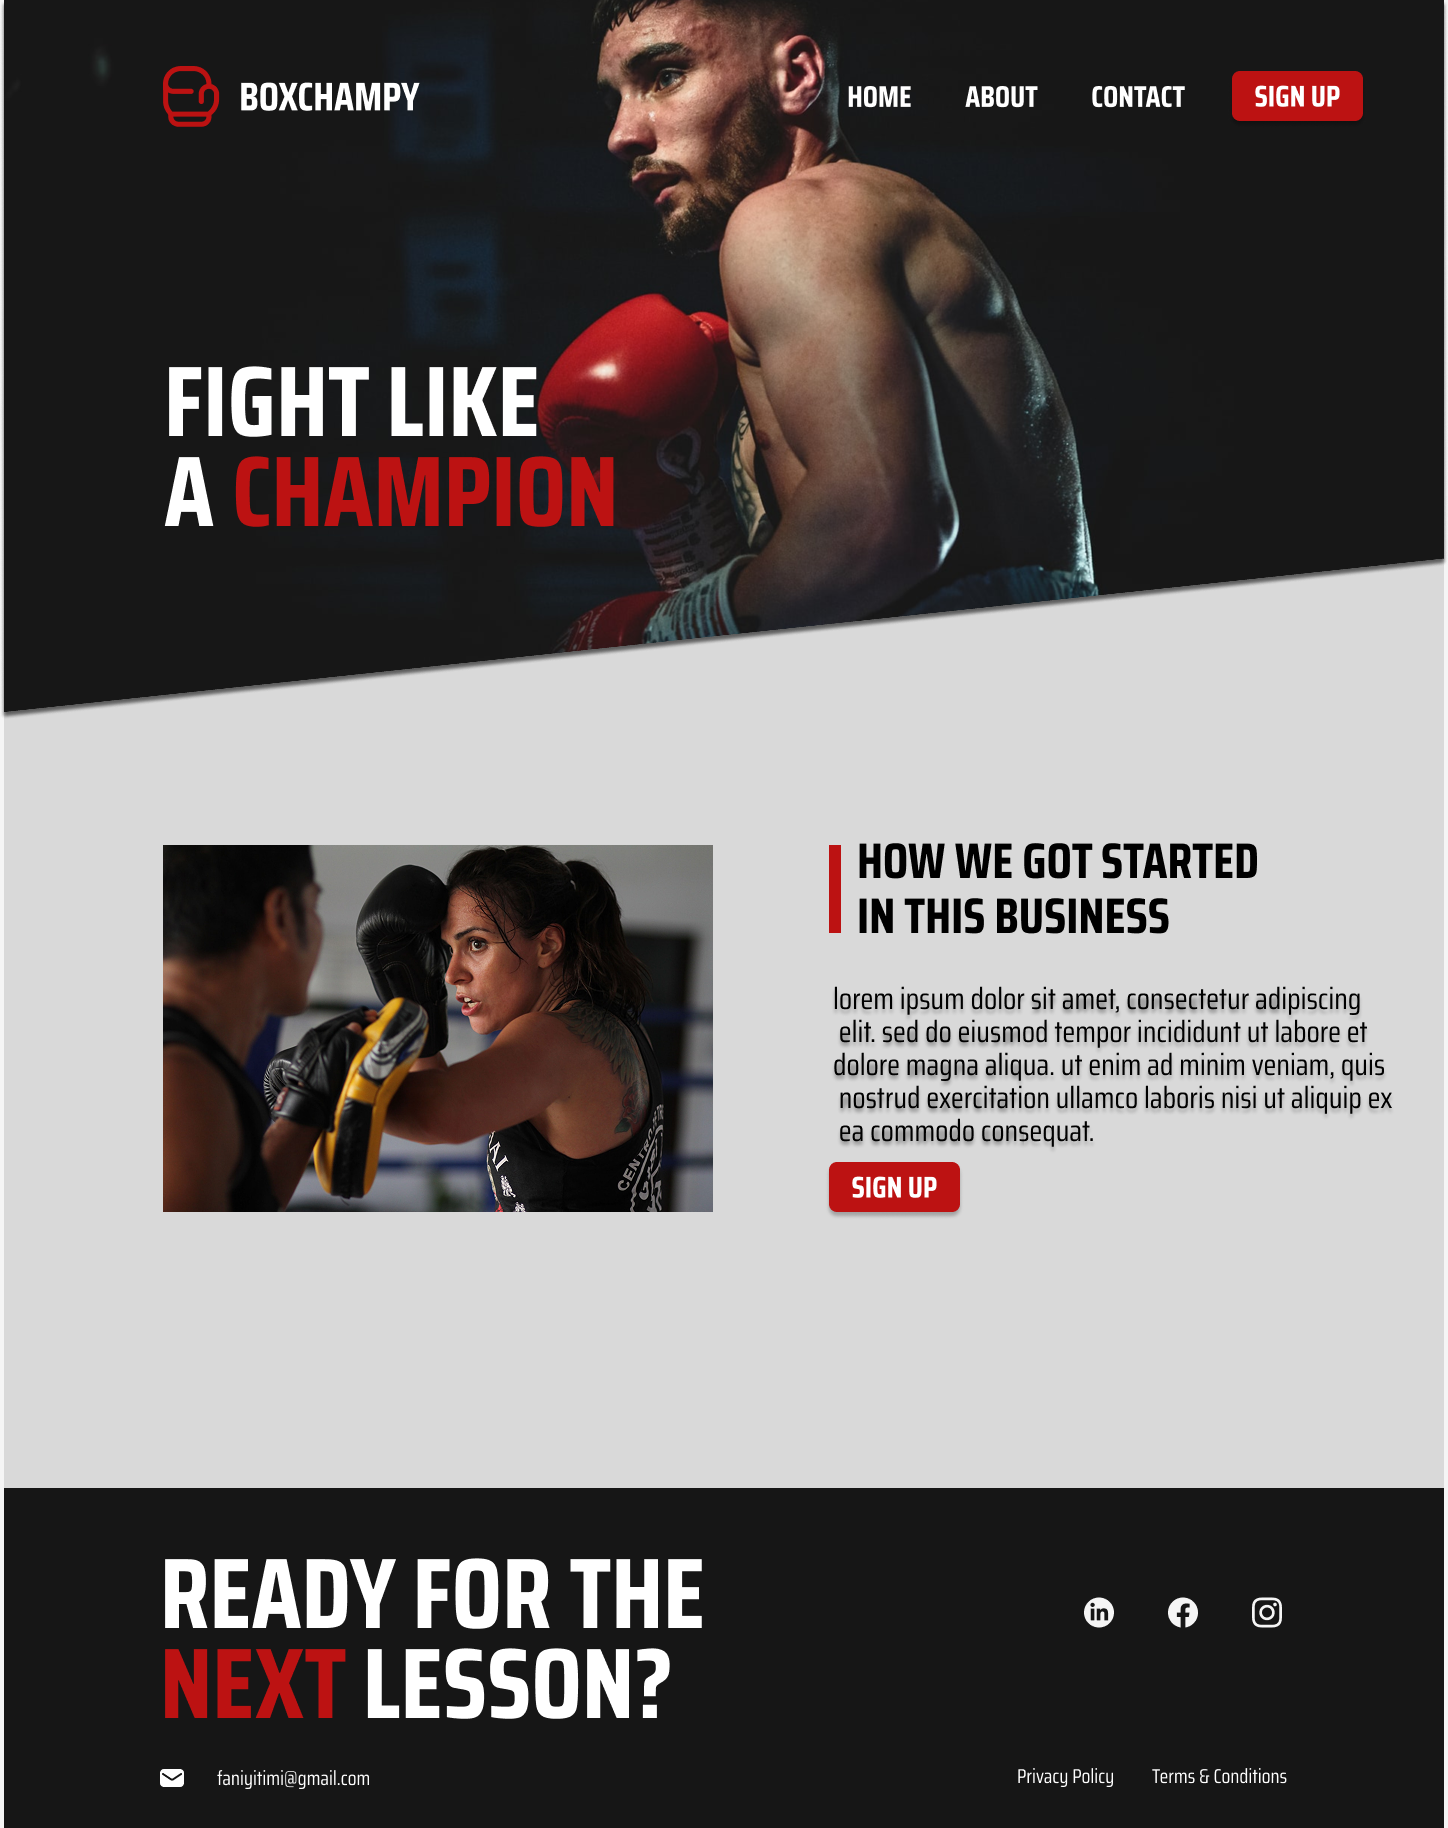 BOXCHAMPY
HOME ABOUT CONTACT SIGN UP
FIGHT LIKE
A CHAMPION
HOW WE GOT STARTED
IN THIS BUSINESS
lorem ipsum dolor sit amet, consectetur adipiscing
elit. sed do eiusmod tempor incididunt ut labore et
dolore magna aliqua. ut enim ad minim veniam, quis
nostrud exercitation ullamco laboris nisi ut aliquip ex
ea commodo consequat.
SIGN UP
READY FOR THE
NEXT LESSON?
in
faniyitimi@gmail.com
Privacy Policy Terms & Conditions